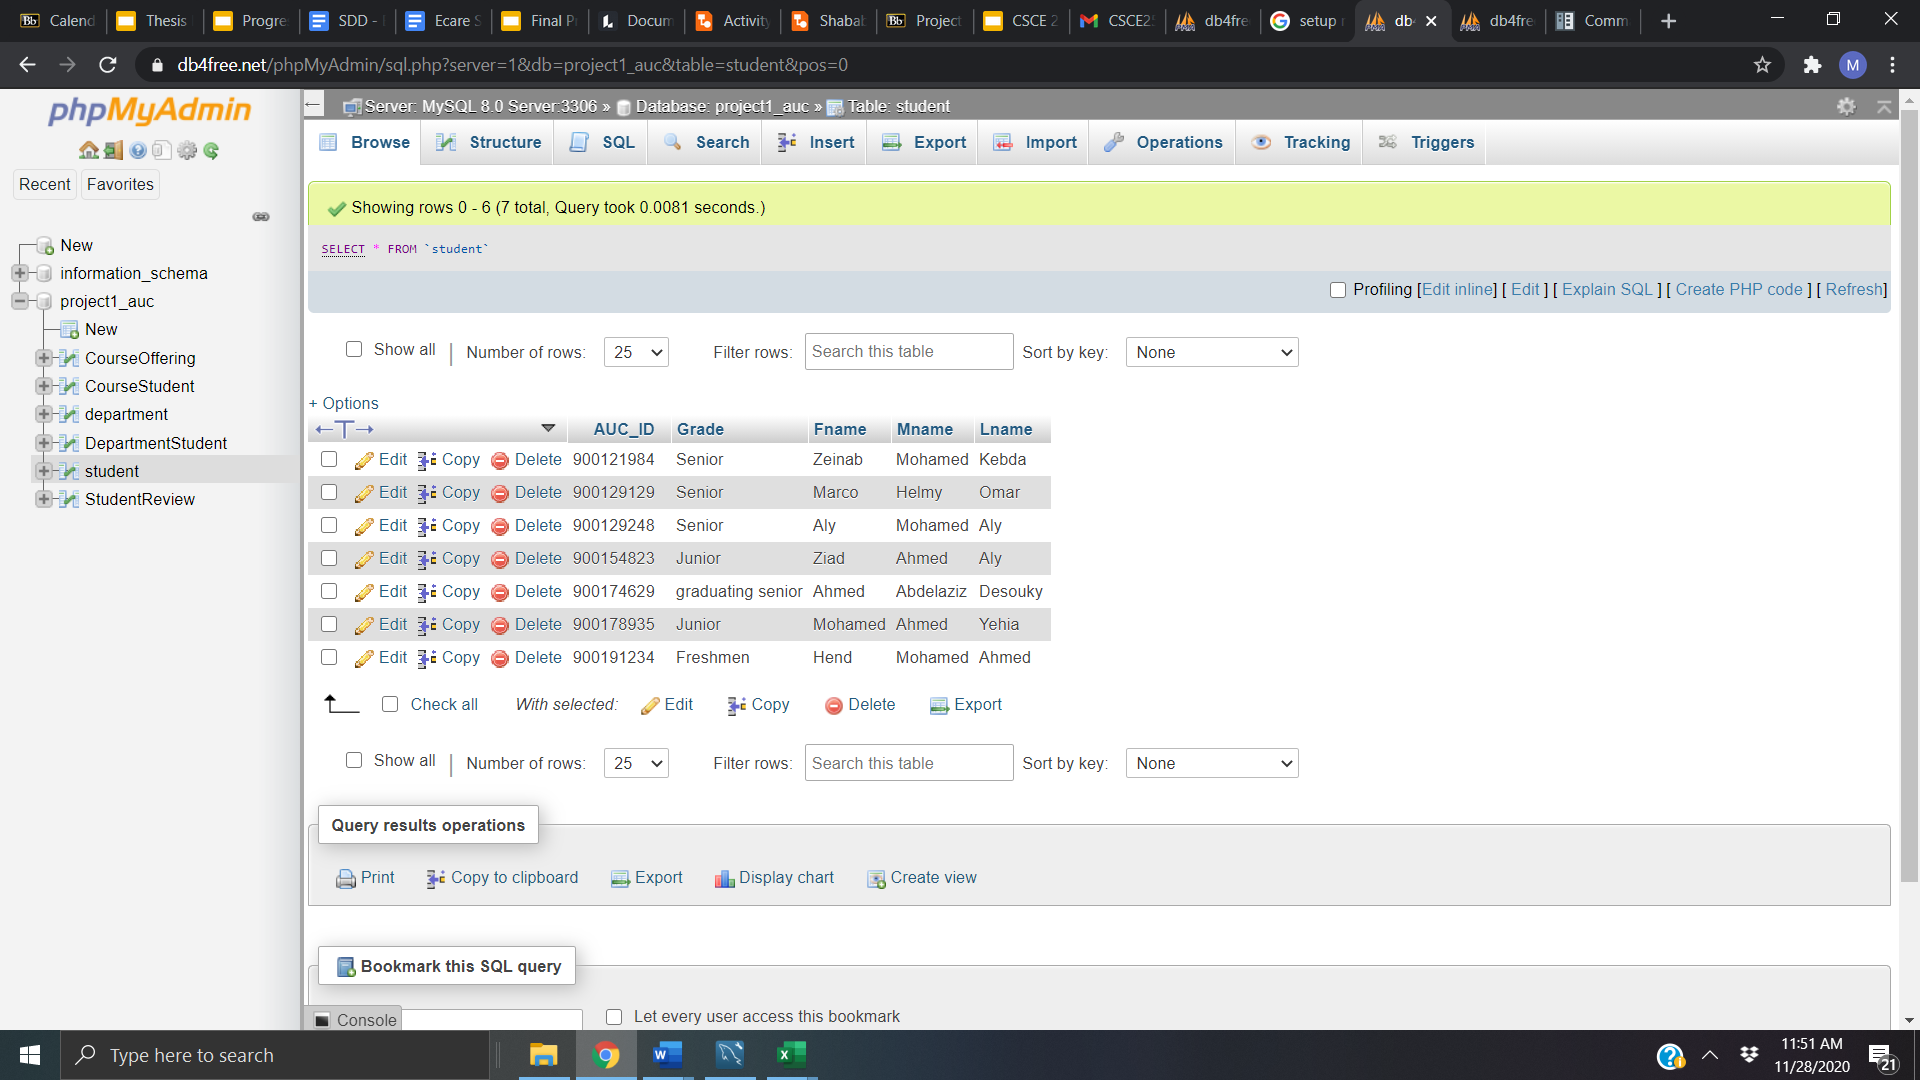 Calend Thesis Progre SDD - Ecare S Final P Docum Activity Shabab Project CSCE 2 CSCE25 db4fre setup db4 db4fre Comm
db4free.net/phpMyAdmin/sql.php?server=1&db=project1_auc&table=student&pos=0 M
phpMyAdmin
Recent Favorites
New
information_schema
project1_auc
New
CourseOffering
CourseStudent
department
DepartmentStudent
student
StudentReview
Server: MySQL 8.0 Server:3306 » Database: project1_auc » Table: student
Browse Structure SQL Search Insert Export Import Operations Tracking Triggers
Showing rows 0 - 6 (7 total, Query took 0.0081 seconds.)
SELECT * FROM `student`
Profiling [Edit inline] [ Edit ] [ Explain SQL ] [ Create PHP code ] [ Refresh]
Show all | Number of rows: 25 Filter rows: Search this table Sort by key: None
+ Options
←T→ AUC_ID Grade Fname Mname Lname
Edit Copy Delete 900121984 Senior Zeinab Mohamed Kebda
Edit Copy Delete 900129129 Senior Marco Helmy Omar
Edit Copy Delete 900129248 Senior Aly Mohamed Aly
Edit Copy Delete 900154823 Junior Ziad Ahmed Aly
Edit Copy Delete 900174629 graduating senior Ahmed Abdelaziz Desouky
Edit Copy Delete 900178935 Junior Mohamed Ahmed Yehia
Edit Copy Delete 900191234 Freshmen Hend Mohamed Ahmed
Check all With selected: Edit Copy Delete Export
Show all | Number of rows: 25 Filter rows: Search this table Sort by key: None
Query results operations
Print Copy to clipboard Export Display chart Create view
Bookmark this SQL query
Console Let every user access this bookmark
Type here to search
11:51 AM
11/28/2020
21